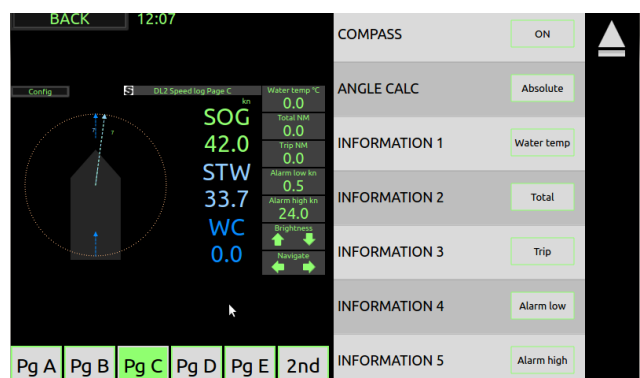 BACK
12:07
Config
S
DL2 Speed log Page C
kn
SOG
42.0
STW
33.7
WC
0.0
Water temp °C
0.0
Total NM
0.0
Trip NM
0.0
Alarm low kn
0.5
Alarm high kn
24.0
Brightness
Navigate
Pg A
Pg B
Pg C
Pg D
Pg E
2nd
COMPASS
ON
ANGLE CALC
Absolute
INFORMATION 1
Water temp
INFORMATION 2
Total
INFORMATION 3
Trip
INFORMATION 4
Alarm low
INFORMATION 5
Alarm high